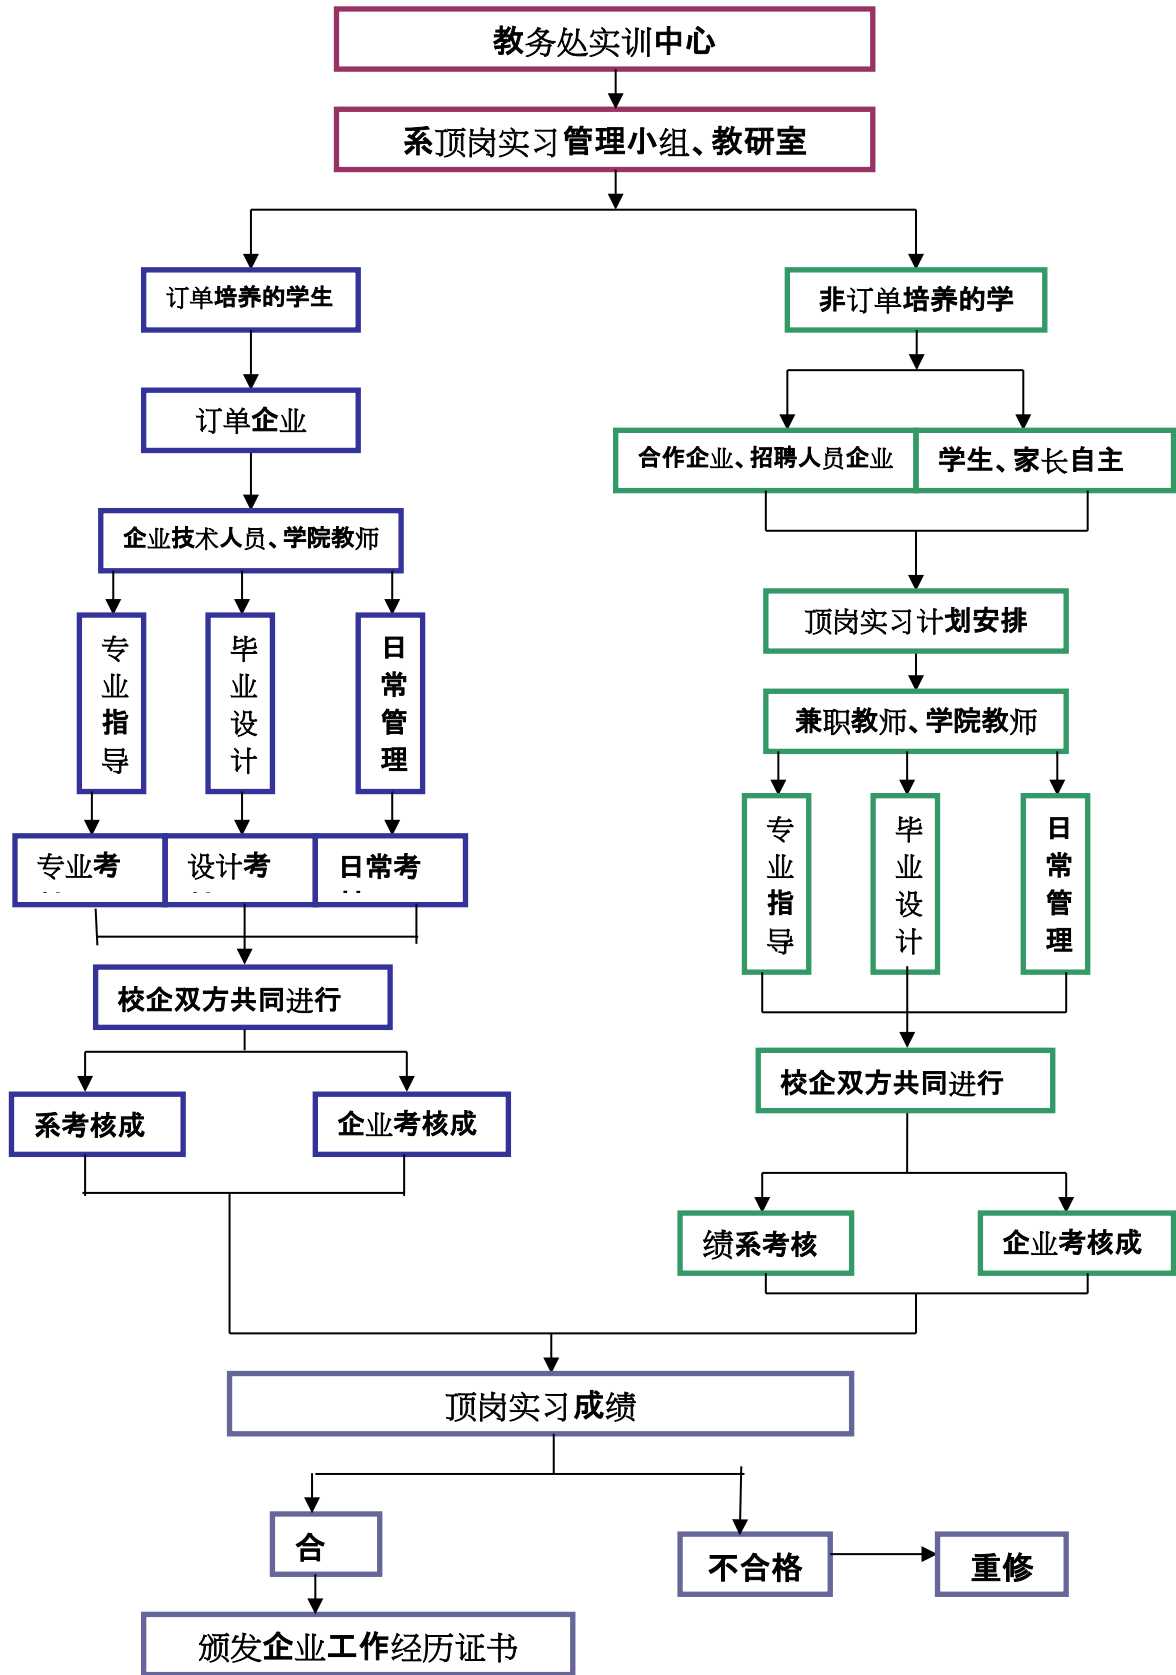 教务处实训中心
系顶岗实习管理小组、教研室
订单培养的学生
非订单培养的学
订单企业
合作企业、招聘人员企业
学生、家长自主
企业技术人员、学院教师
顶岗实习计划安排
专业指导
毕业设计
日常管理
兼职教师、学院教师
专业考
设计考
日常考
专业指导
毕业设计
日常管理
校企双方共同进行
校企双方共同进行
系考核成
企业考核成
绩系考核
企业考核成
顶岗实习成绩
合
不合格
重修
颁发企业工作经历证书